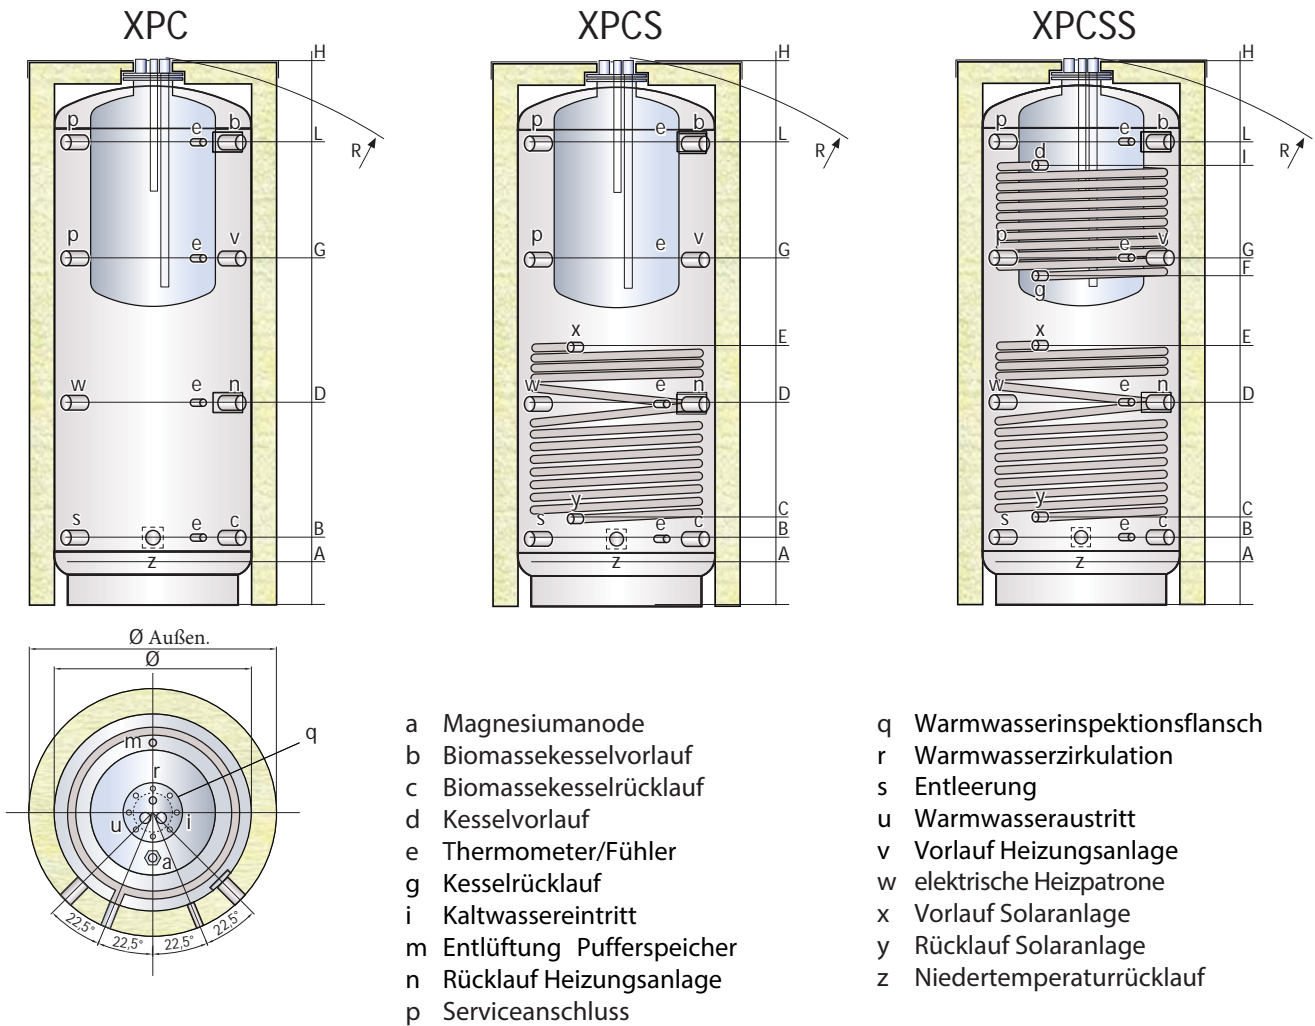 XPC
XPCS
XPCSS
H
p e b L
R
p e v G
w e n D
s e c B
z A
H
p e b L
R
p e v G
x E
w e n D
y C
s e c B
z A
H
p e b L
d I
R
p e v G
F
g
x E
w e n D
y C
s e c B
z A
Ø Außen.
Ø
q
m
r
u i
a
22,5° 22,5° 22,5° 22,5°
a Magnesiumanode
b Biomassekesselvorlauf
c Biomassekesselrücklauf
d Kesselvorlauf
e Thermometer/Fühler
g Kesselrücklauf
i Kaltwassereintritt
m Entlüftung Pufferspeicher
n Rücklauf Heizungsanlage
p Serviceanschluss
q Warmwasserinspektionsflansch
r Warmwasserzirkulation
s Entleerung
u Warmwasseraustritt
v Vorlauf Heizungsanlage
w elektrische Heizpatrone
x Vorlauf Solaranlage
y Rücklauf Solaranlage
z Niedertemperaturrücklauf